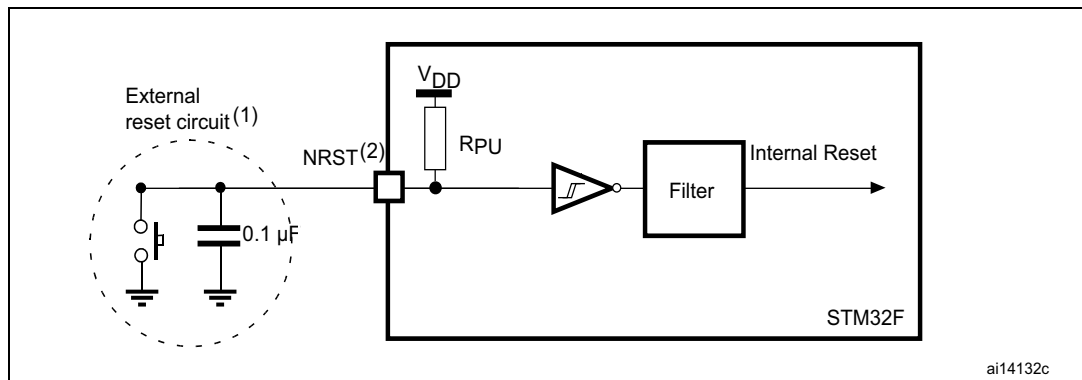 External
reset circuit(1)
NRST(2)
VDD
RPU
0.1 µF
Filter
Internal Reset
STM32F
ai14132c